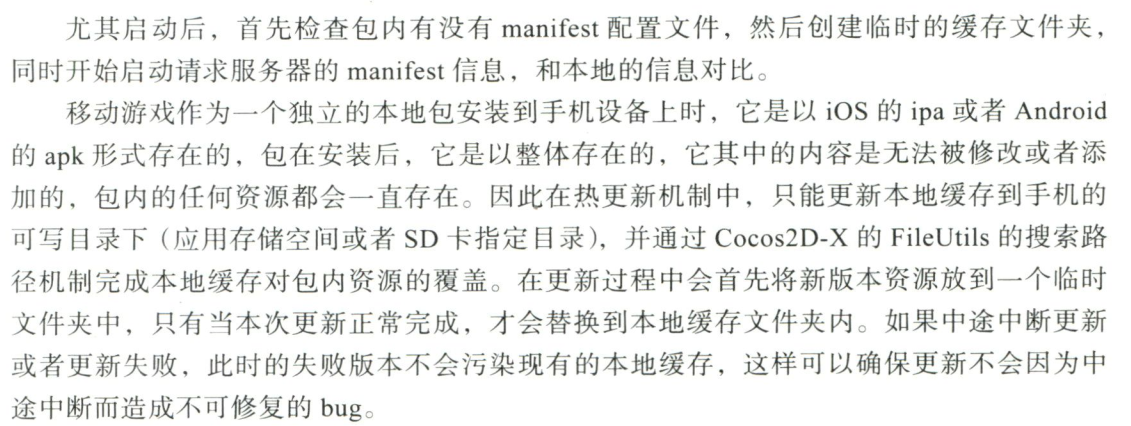 尤其启动后，首先检查包内有没有 manifest 配置文件，然后创建临时的缓存文件夹，
同时开始启动请求服务器的 manifest 信息，和本地的信息对比。
移动游戏作为一个独立的本地包安装到手机设备上时，它是以 iOS 的 ipa 或者 Android
的 apk 形式存在的，包在安装后，它是以整体存在的，它其中的内容是无法被修改或者添
加的，包内的任何资源都会一直存在。因此在热更新机制中，只能更新本地缓存到手机的
可写目录下（应用存储空间或者 SD 卡指定目录），并通过 Cocos2D-X 的 FileUtils 的搜索路
径机制完成本地缓存对包内资源的覆盖。在更新过程中会首先将新版本资源放到一个临时
文件夹中，只有当本次更新正常完成，才会替换到本地缓存文件夹内。如果中途中断更新
或者更新失败，此时的失败版本不会污染现有的本地缓存，这样可以确保更新不会因为中
途中断而造成不可修复的 bug。